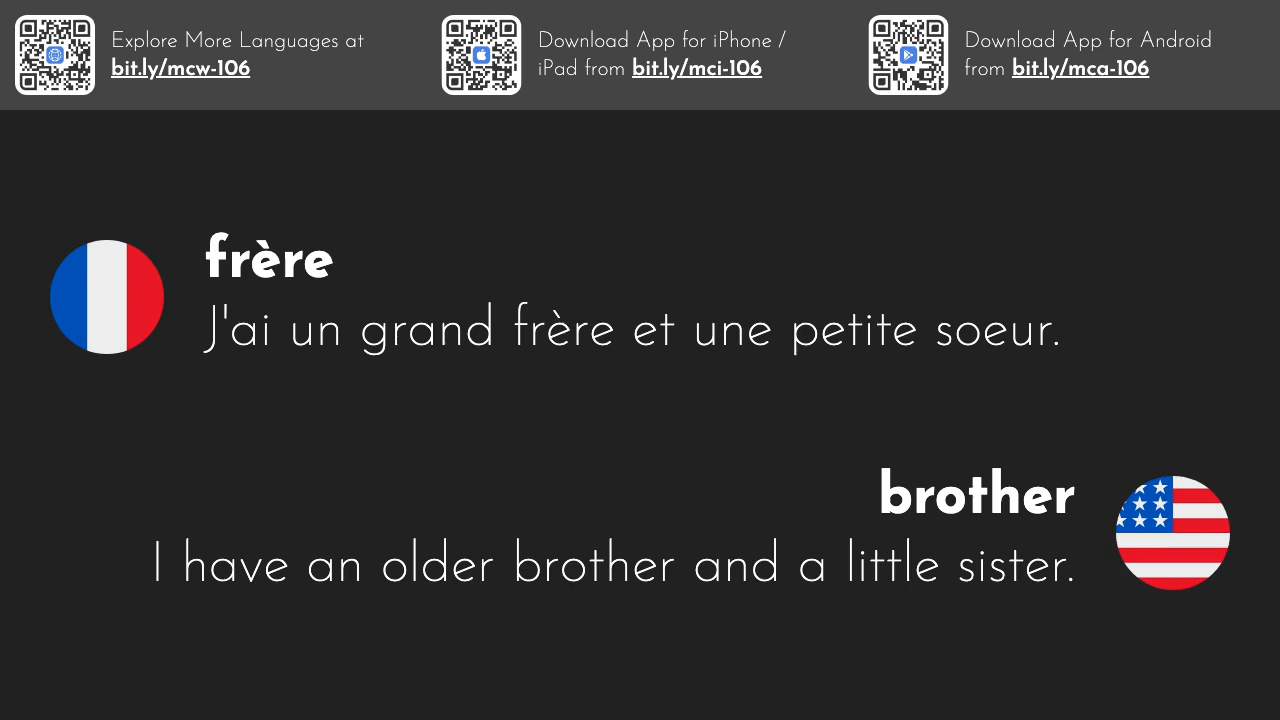 Explore More Languages at
bit.ly/mcw-106
Download App for iPhone /
iPad from bit.ly/mci-106
Download App for Android
from bit.ly/mca-106
frère
J'ai un grand frère et une petite soeur.
brother
I have an older brother and a little sister.